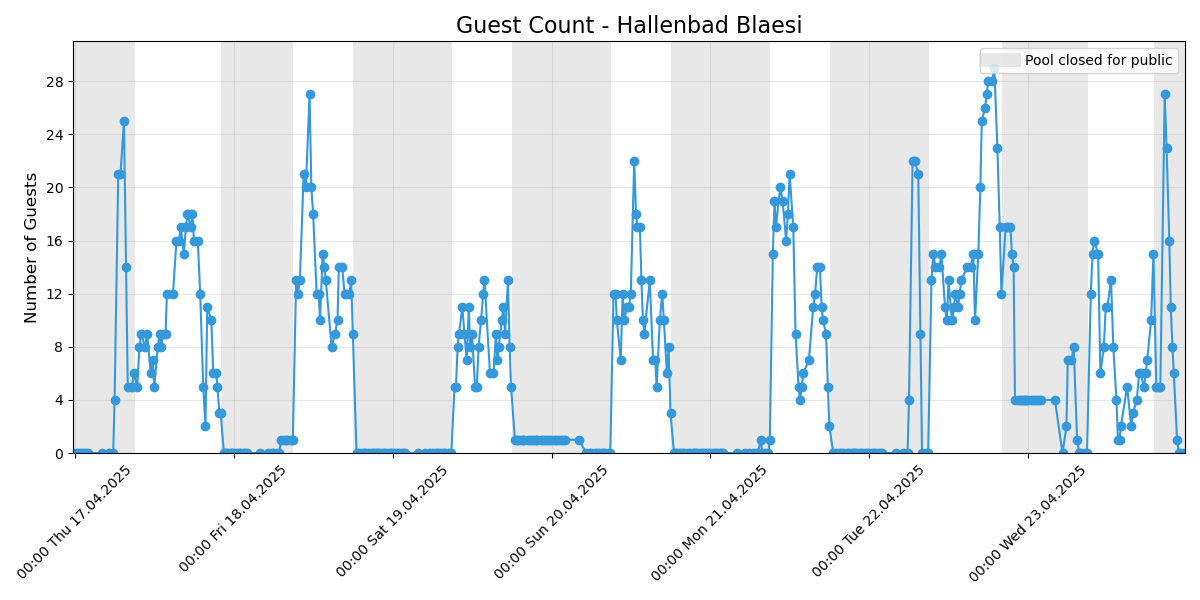 Guest Count - Hallenbad Blaesi
Pool closed for public
Number of Guests
28
24
20
16
12
8
4
0
00:00 Thu 17.04.2025
00:00 Fri 18.04.2025
00:00 Sat 19.04.2025
00:00 Sun 20.04.2025
00:00 Mon 21.04.2025
00:00 Tue 22.04.2025
00:00 Wed 23.04.2025